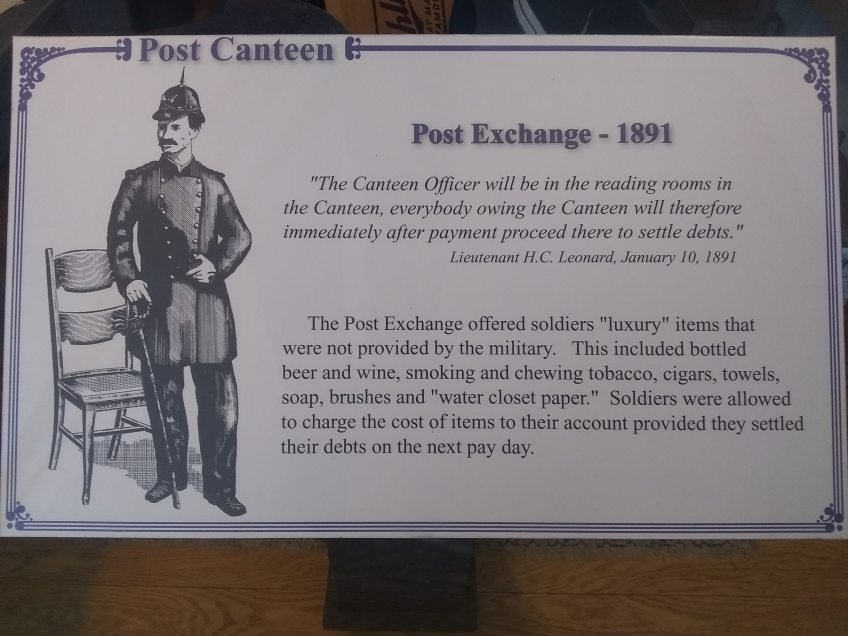 Post Canteen
Post Exchange - 1891
"The Canteen Officer will be in the reading rooms in
the Canteen, everybody owing the Canteen will therefore
immediately after payment proceed there to settle debts."
Lieutenant H.C. Leonard, January 10, 1891
The Post Exchange offered soldiers "luxury" items that
were not provided by the military. This included bottled
beer and wine, smoking and chewing tobacco, cigars, towels,
soap, brushes and "water closet paper." Soldiers were allowed
to charge the cost of items to their account provided they settled
their debts on the next pay day.